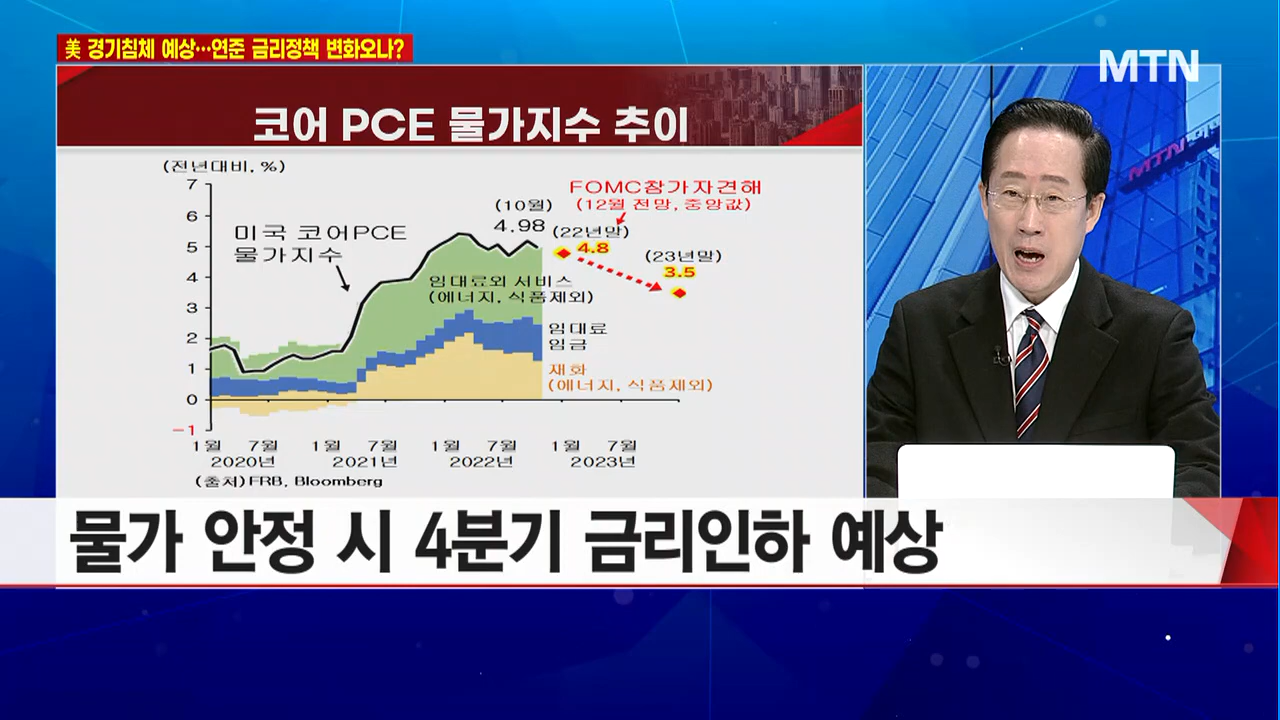 美 경기침체 예상…연준 금리정책 변화오나?
MTN
코어 PCE 물가지수 추이
(전년대비, %)
7
6
5
4
3
2
1
0
-1
미국 코어PCE
물가지수
(10월)
4.98
FOMC참가자견해
(12월 전망, 중앙값)
(22년말)
4.8
(23년말)
3.5
임대료외 서비스
(에너지, 식품제외)
임대료
임금
재화
(에너지, 식품제외)
1월 7월 1월 7월 1월 7월 1월 7월
2020년 2021년 2022년 2023년
(출처)FRB, Bloomberg
MTN
물가 안정 시 4분기 금리인하 예상